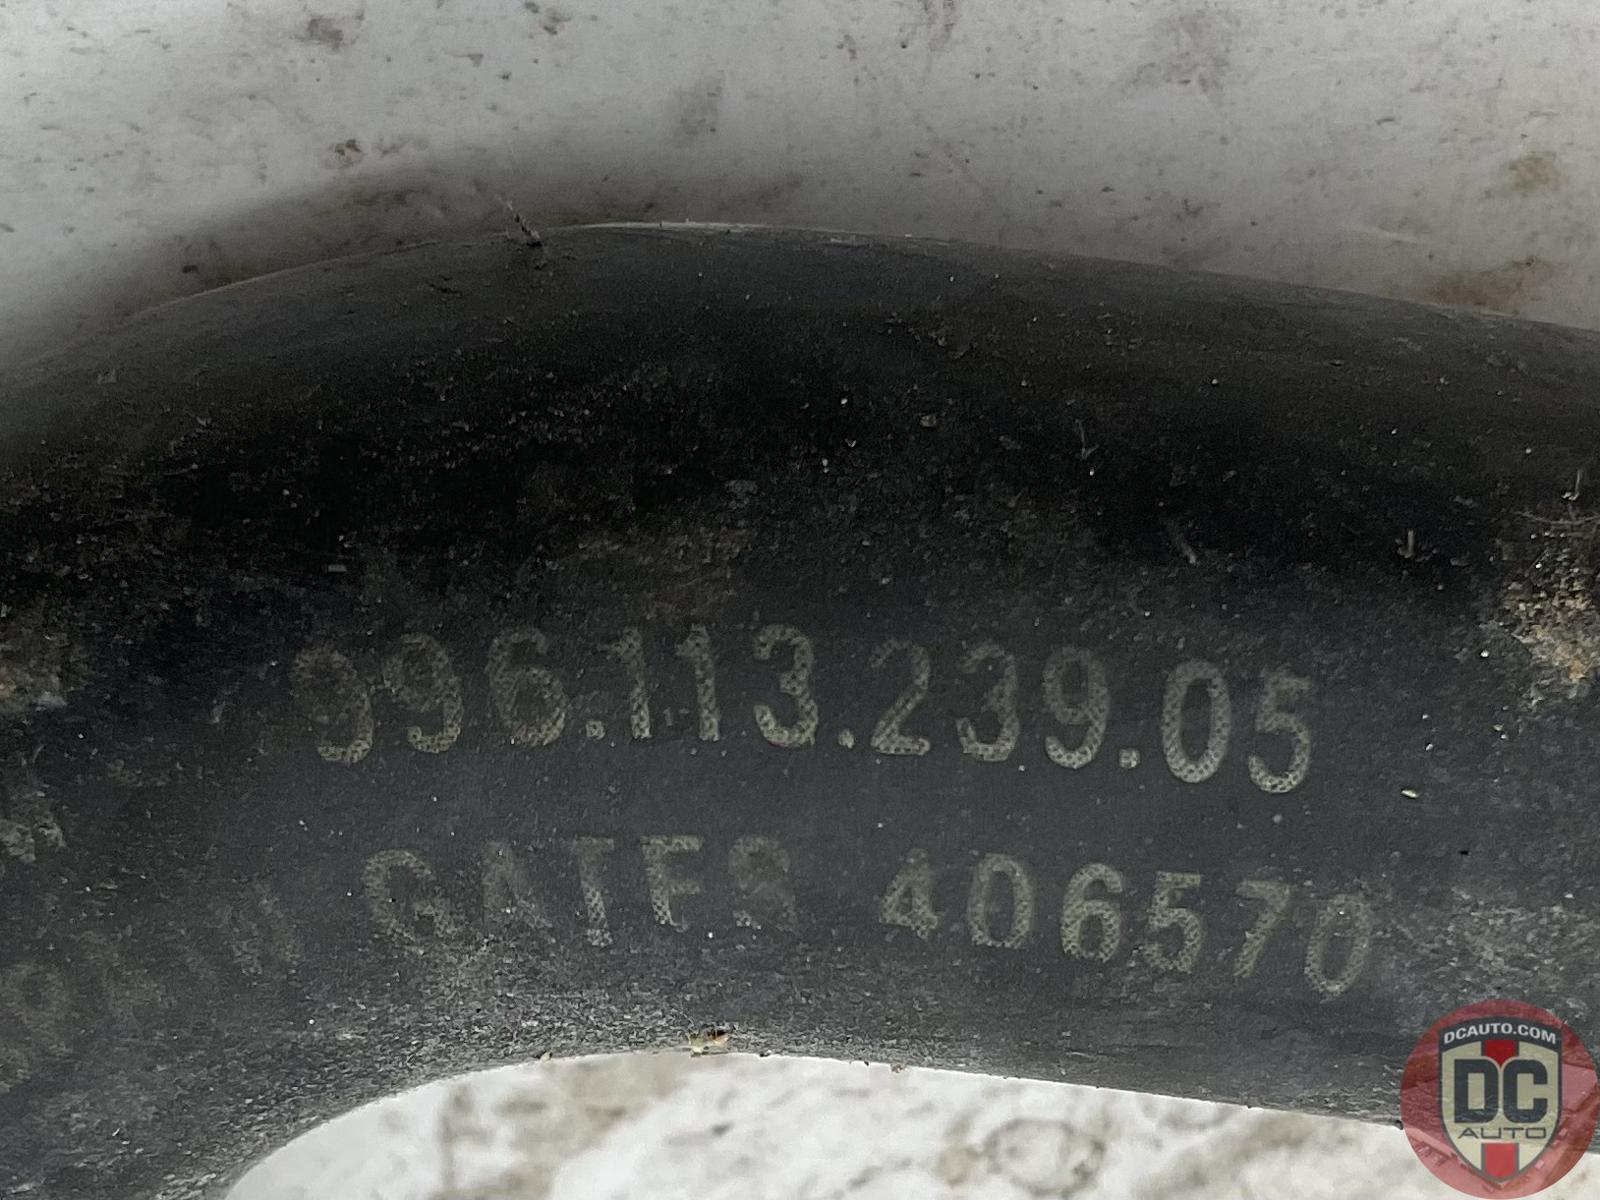 996.113.239.05
GATES 406570
DCAUTO.COM
DC
AUTO